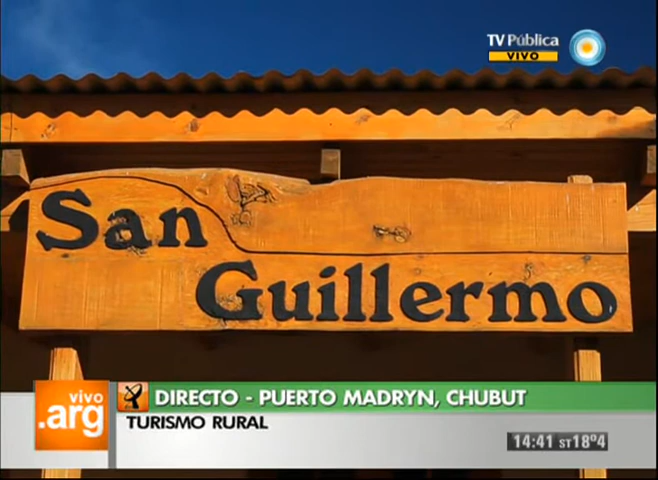 TV Pública
VIVO
San
Guillermo
vivo
.arg
DIRECTO - PUERTO MADRYN, CHUBUT
TURISMO RURAL
14:41 ST18º4